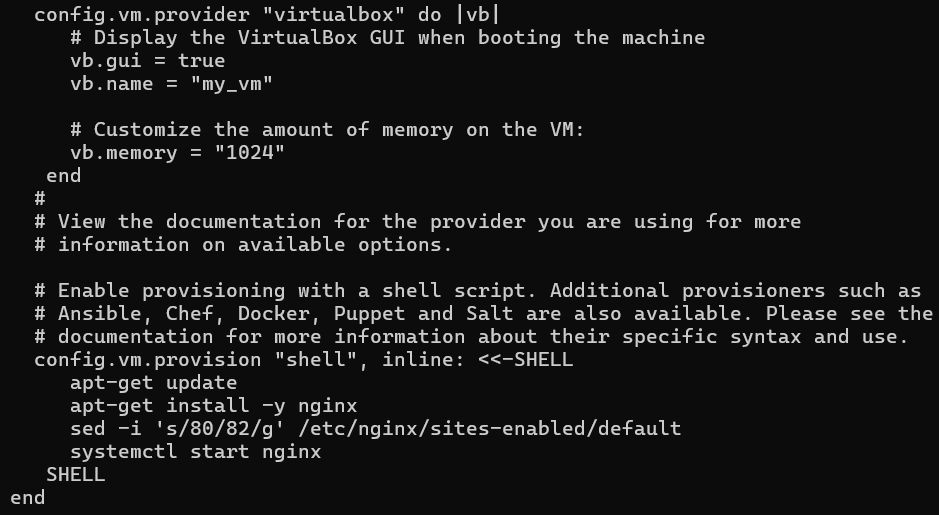 config.vm.provider "virtualbox" do |vb|
# Display the VirtualBox GUI when booting the machine
vb.gui = true
vb.name = "my_vm"
# Customize the amount of memory on the VM:
vb.memory = "1024"
end
#
# View the documentation for the provider you are using for more
# information on available options.
# Enable provisioning with a shell script. Additional provisioners such as
# Ansible, Chef, Docker, Puppet and Salt are also available. Please see the
# documentation for more information about their specific syntax and use.
config.vm.provision "shell", inline: <<-SHELL
apt-get update
apt-get install -y nginx
sed -i 's/80/82/g' /etc/nginx/sites-enabled/default
systemctl start nginx
SHELL
end